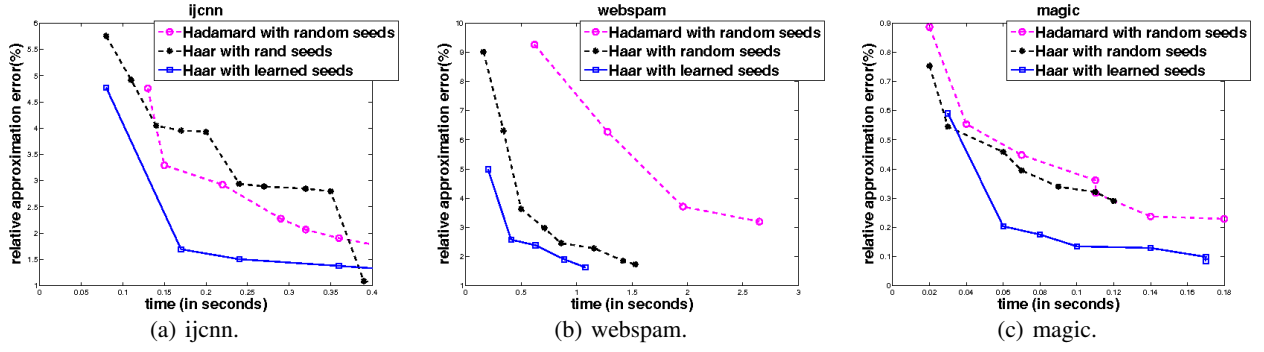 ijcnn
relative approximation error(%)
6
5.5
5
4.5
4
3.5
3
2.5
2
1.5
1
Hadamard with random seeds
Haar with rand seeds
Haar with learned seeds
0
0.05
0.1
0.15
0.2
0.25
0.3
0.35
0.4
time (in seconds)
(a) ijcnn.
webspam
relative approximation error(%)
10
9
8
7
6
5
4
3
2
1
Hadamard with random seeds
Haar with random seeds
Haar with learned seeds
0
0.5
1
1.5
2
2.5
3
time (in seconds)
(b) webspam.
magic
relative approximation error(%)
0.9
0.8
0.7
0.6
0.5
0.4
0.3
0.2
0.1
0
Hadamard with random seeds
Haar with random seeds
Haar with learned seeds
0
0.02
0.04
0.06
0.08
0.1
0.12
0.14
0.16
0.18
time (in seconds)
(c) magic.